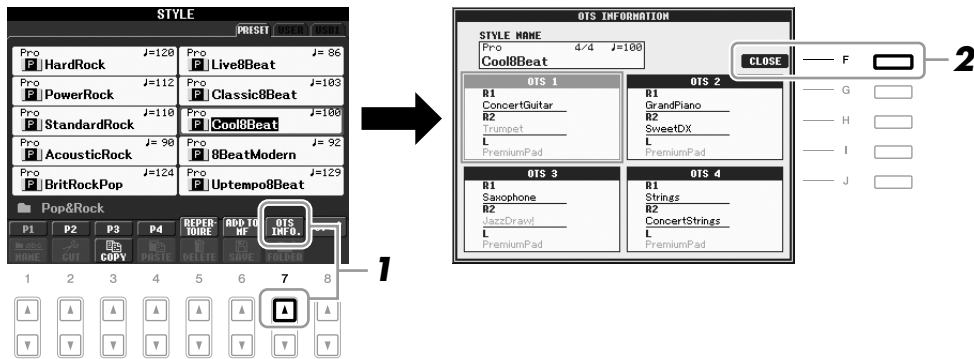 STYLE
PRESET USER USB1
Pro ♩=120
P HardRock
Pro ♩= 86
P Live8Beat
Pro ♩=112
P PowerRock
Pro ♩=103
P Classic8Beat
Pro ♩=110
P StandardRock
Pro ♩=100
P Cool8Beat
Pro ♩= 90
P AcousticRock
Pro ♩= 92
P 8BeatModern
Pro ♩=124
P BritRockPop
Pro ♩=129
P Uptempo8Beat
Pop&Rock
P1 P2 P3 P4 REPER-TOIRE ADD TO MF OTS INFO.
NAME CUT COPY PASTE DELETE SAVE FOLDER
1 2 3 4 5 6 7 8
1
OTS INFORMATION
STYLE NAME
Pro 4/4 ♩=100
Cool8Beat
CLOSE
OTS 1
R1
ConcertGuitar
R2
Trumpet
L
PremiumPad
OTS 2
R1
GrandPiano
R2
SweetDX
L
PremiumPad
OTS 3
R1
Saxophone
R2
JazzDraw!
L
PremiumPad
OTS 4
R1
Strings
R2
ConcertStrings
L
PremiumPad
F
G
H
I
J
2